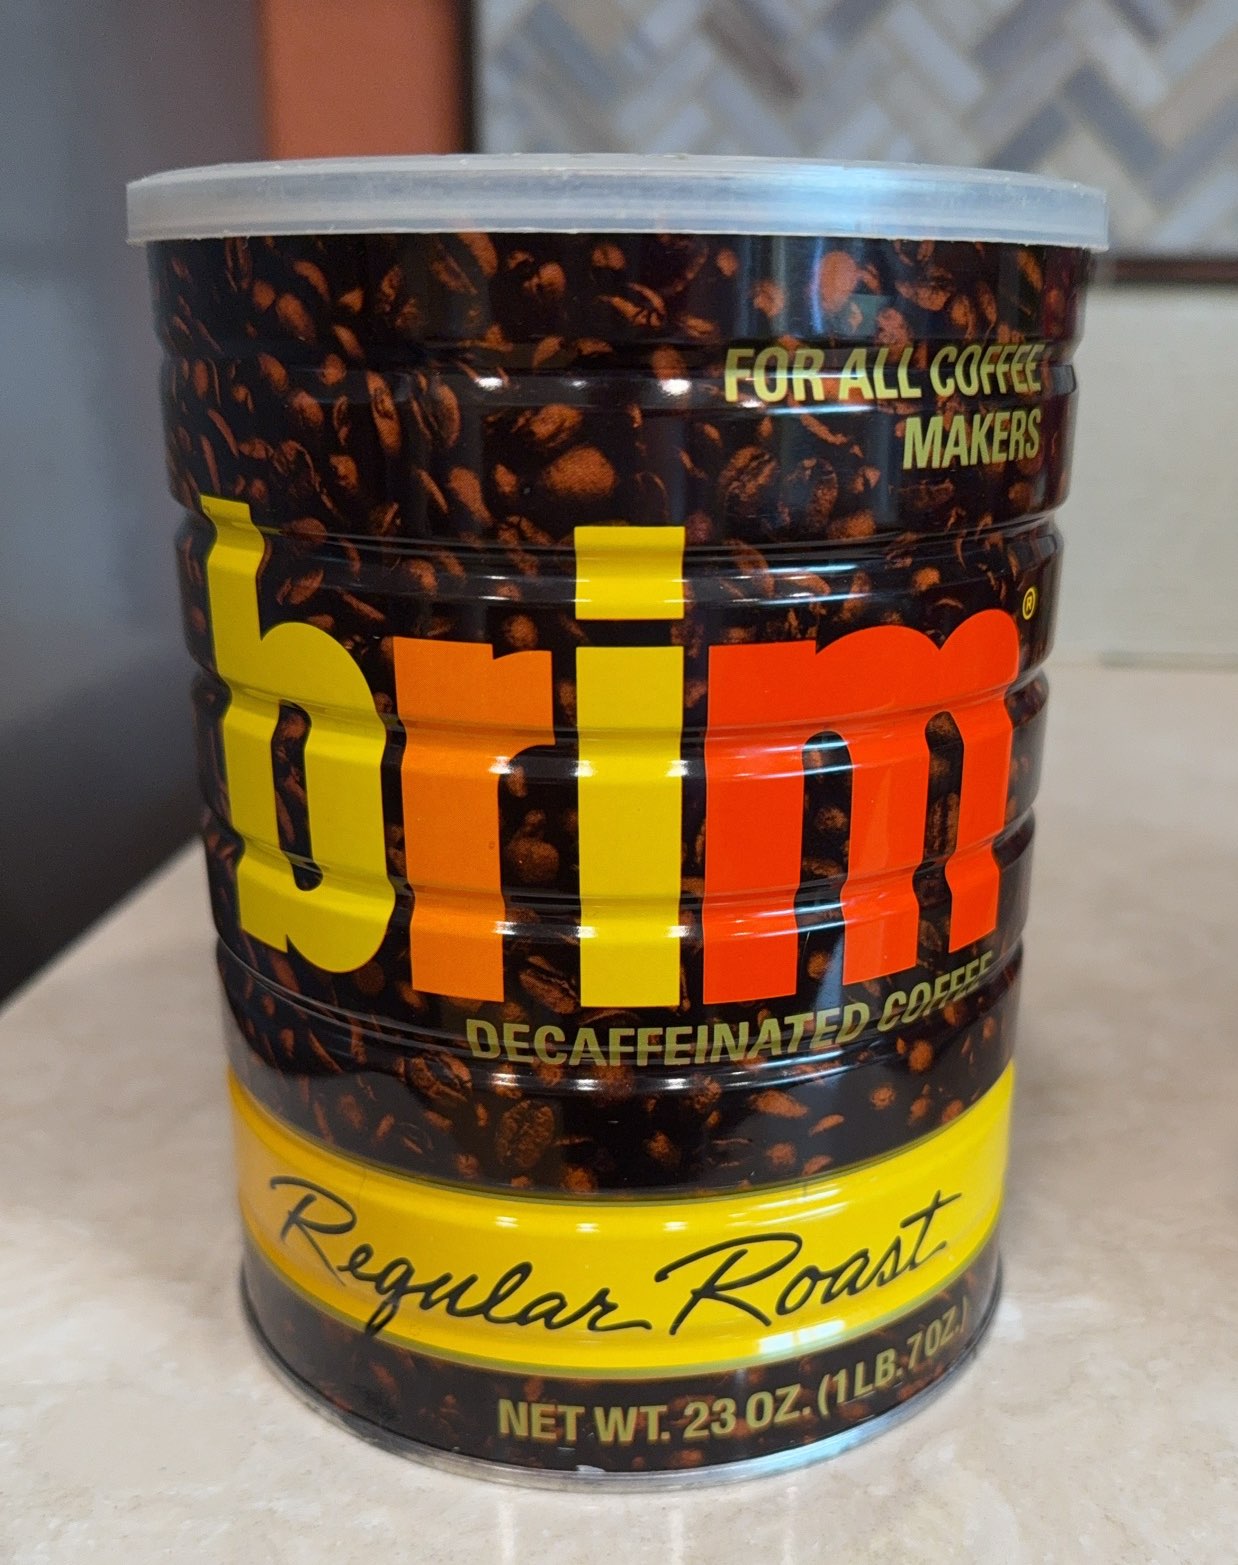 FOR ALL COFFEE
MAKERS
brim®
DECAFFEINATED COFFEE
Regular Roast
NET WT. 23 OZ. (1 LB. 7 OZ.)